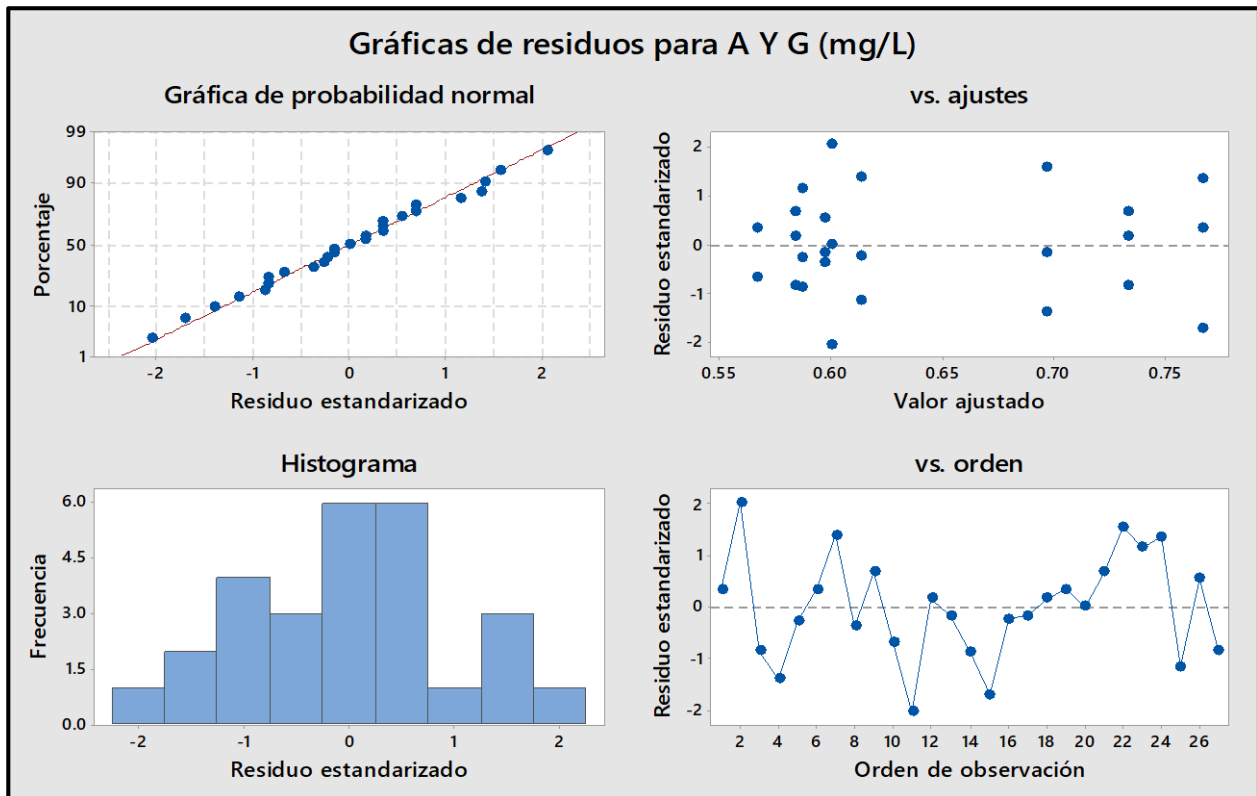 Gráficas de residuos para A Y G (mg/L)
Gráfica de probabilidad normal
99
90
50
10
1
Porcentaje
-2 -1 0 1 2
Residuo estandarizado
vs. ajustes
2
1
0
-1
-2
Residuo estandarizado
0.55 0.60 0.65 0.70 0.75
Valor ajustado
Histograma
6.0
4.5
3.0
1.5
0.0
Frecuencia
-2 -1 0 1 2
Residuo estandarizado
vs. orden
2
1
0
-1
-2
Residuo estandarizado
2 4 6 8 10 12 14 16 18 20 22 24 26
Orden de observación